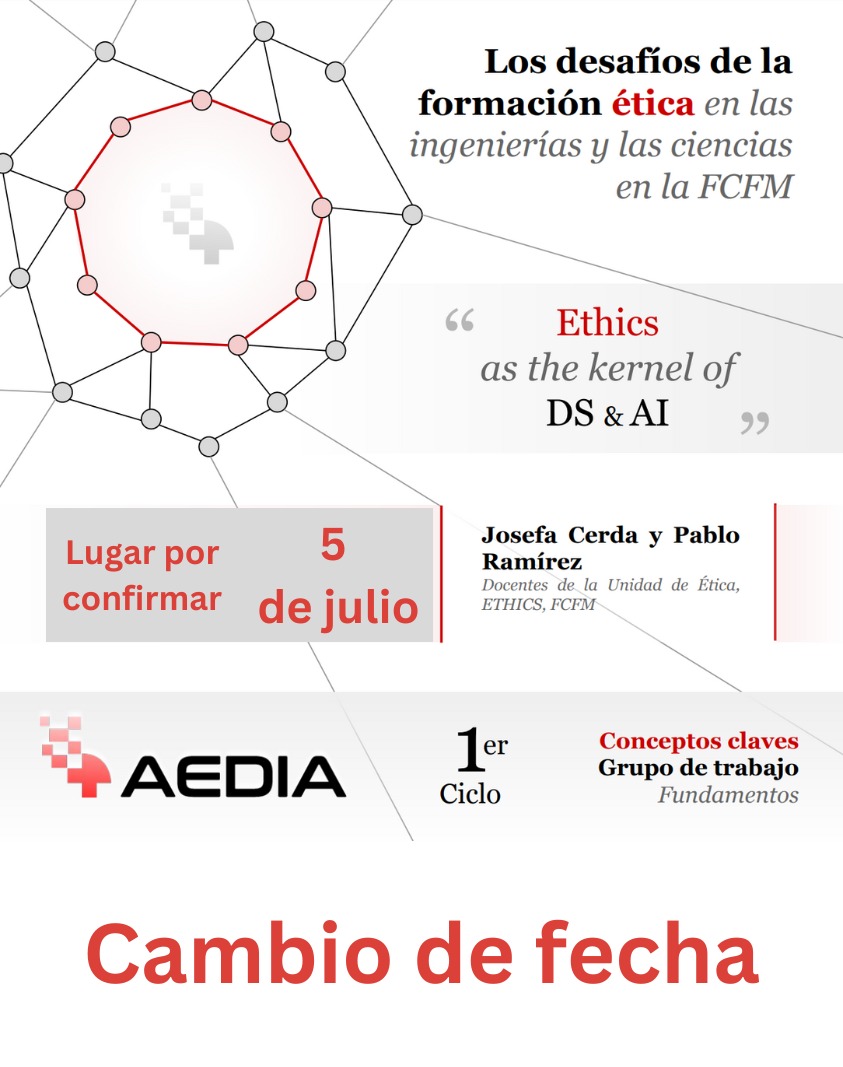 Los desafíos de la
formación ética en las
ingenierías y las ciencias
en la FCFM
“ Ethics
as the kernel of
DS & AI ”
Lugar por
confirmar
5
de julio
Josefa Cerda y Pablo
Ramírez
Docentes de la Unidad de Ética,
ETHICS, FCFM
AEDIA
1er
Ciclo
Conceptos claves
Grupo de trabajo
Fundamentos
Cambio de fecha